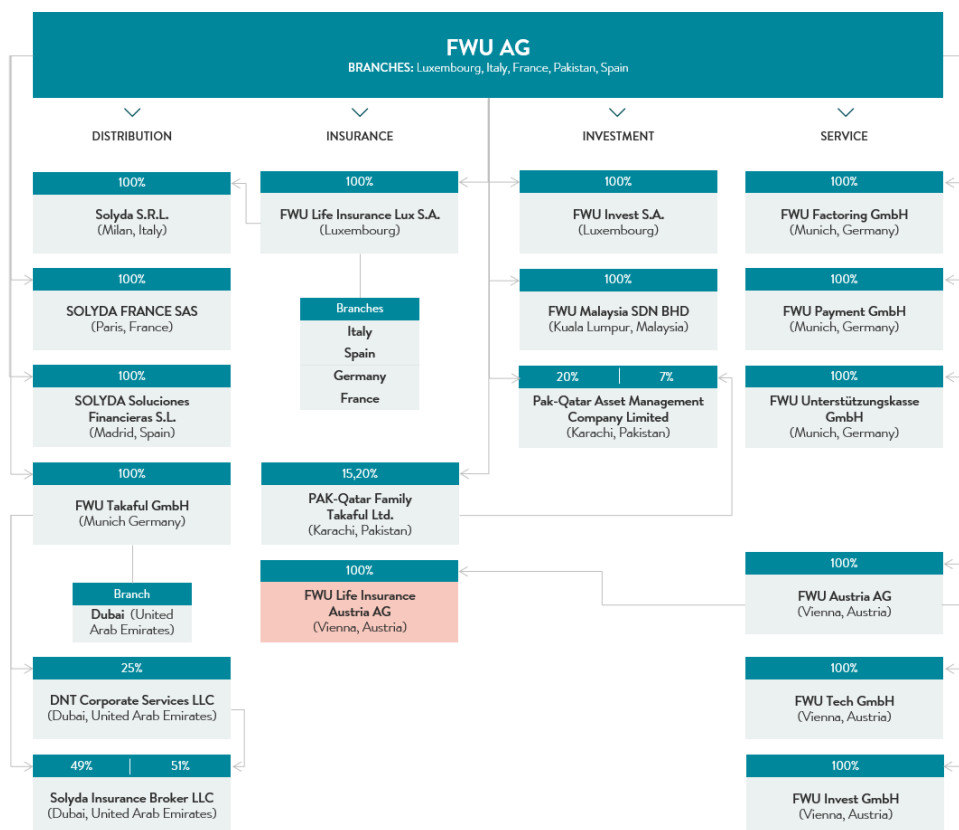 FWU AG
BRANCHES: Luxembourg, Italy, France, Pakistan, Spain
DISTRIBUTION
INSURANCE
INVESTMENT
SERVICE
100%
Solyda S.R.L.
(Milan, Italy)
100%
FWU Life Insurance Lux S.A.
(Luxembourg)
100%
FWU Invest S.A.
(Luxembourg)
100%
FWU Factoring GmbH
(Munich, Germany)
100%
SOLYDA FRANCE SAS
(Paris, France)
Branches
Italy
Spain
Germany
France
100%
FWU Malaysia SDN BHD
(Kuala Lumpur, Malaysia)
100%
FWU Payment GmbH
(Munich, Germany)
100%
SOLYDA Soluciones
Financieras S.L.
(Madrid, Spain)
20% 7%
Pak-Qatar Asset Management
Company Limited
(Karachi, Pakistan)
100%
FWU Unterstützungskasse
GmbH
(Munich, Germany)
100%
FWU Takaful GmbH
(Munich Germany)
15,20%
PAK-Qatar Family
Takaful Ltd.
(Karachi, Pakistan)
Branch
Dubai (United
Arab Emirates)
100%
FWU Life Insurance
Austria AG
(Vienna, Austria)
100%
FWU Austria AG
(Vienna, Austria)
25%
DNT Corporate Services LLC
(Dubai, United Arab Emirates)
100%
FWU Tech GmbH
(Vienna, Austria)
49% 51%
Solyda Insurance Broker LLC
(Dubai, United Arab Emirates)
100%
FWU Invest GmbH
(Vienna, Austria)